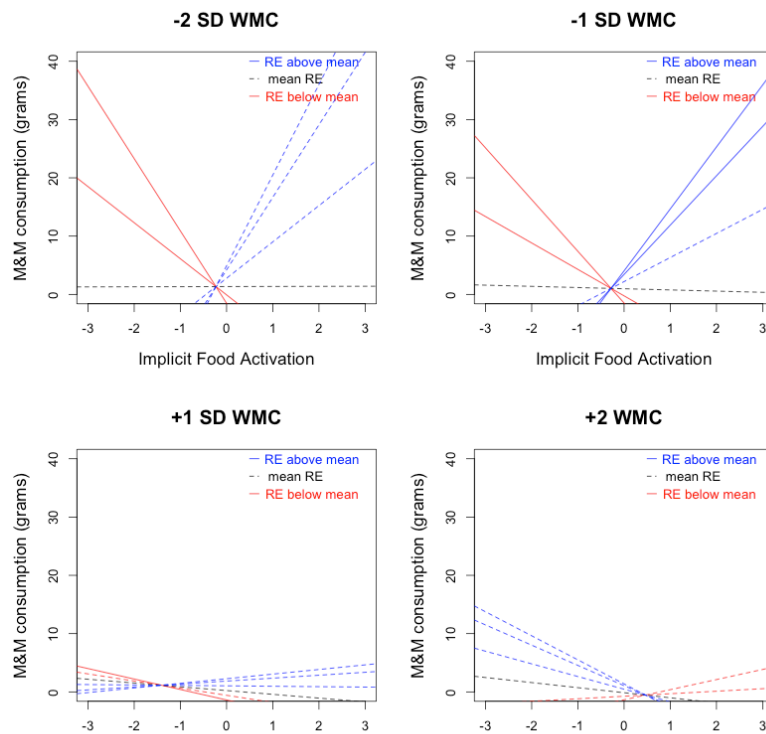 -2 SD WMC
M&M consumption (grams)
40
30
20
10
0
RE above mean
mean RE
RE below mean
-3 -2 -1 0 1 2 3
Implicit Food Activation
-1 SD WMC
M&M consumption (grams)
40
30
20
10
0
RE above mean
mean RE
RE below mean
-3 -2 -1 0 1 2 3
Implicit Food Activation
+1 SD WMC
M&M consumption (grams)
40
30
20
10
0
RE above mean
mean RE
RE below mean
-3 -2 -1 0 1 2 3
+2 WMC
M&M consumption (grams)
40
30
20
10
0
RE above mean
mean RE
RE below mean
-3 -2 -1 0 1 2 3